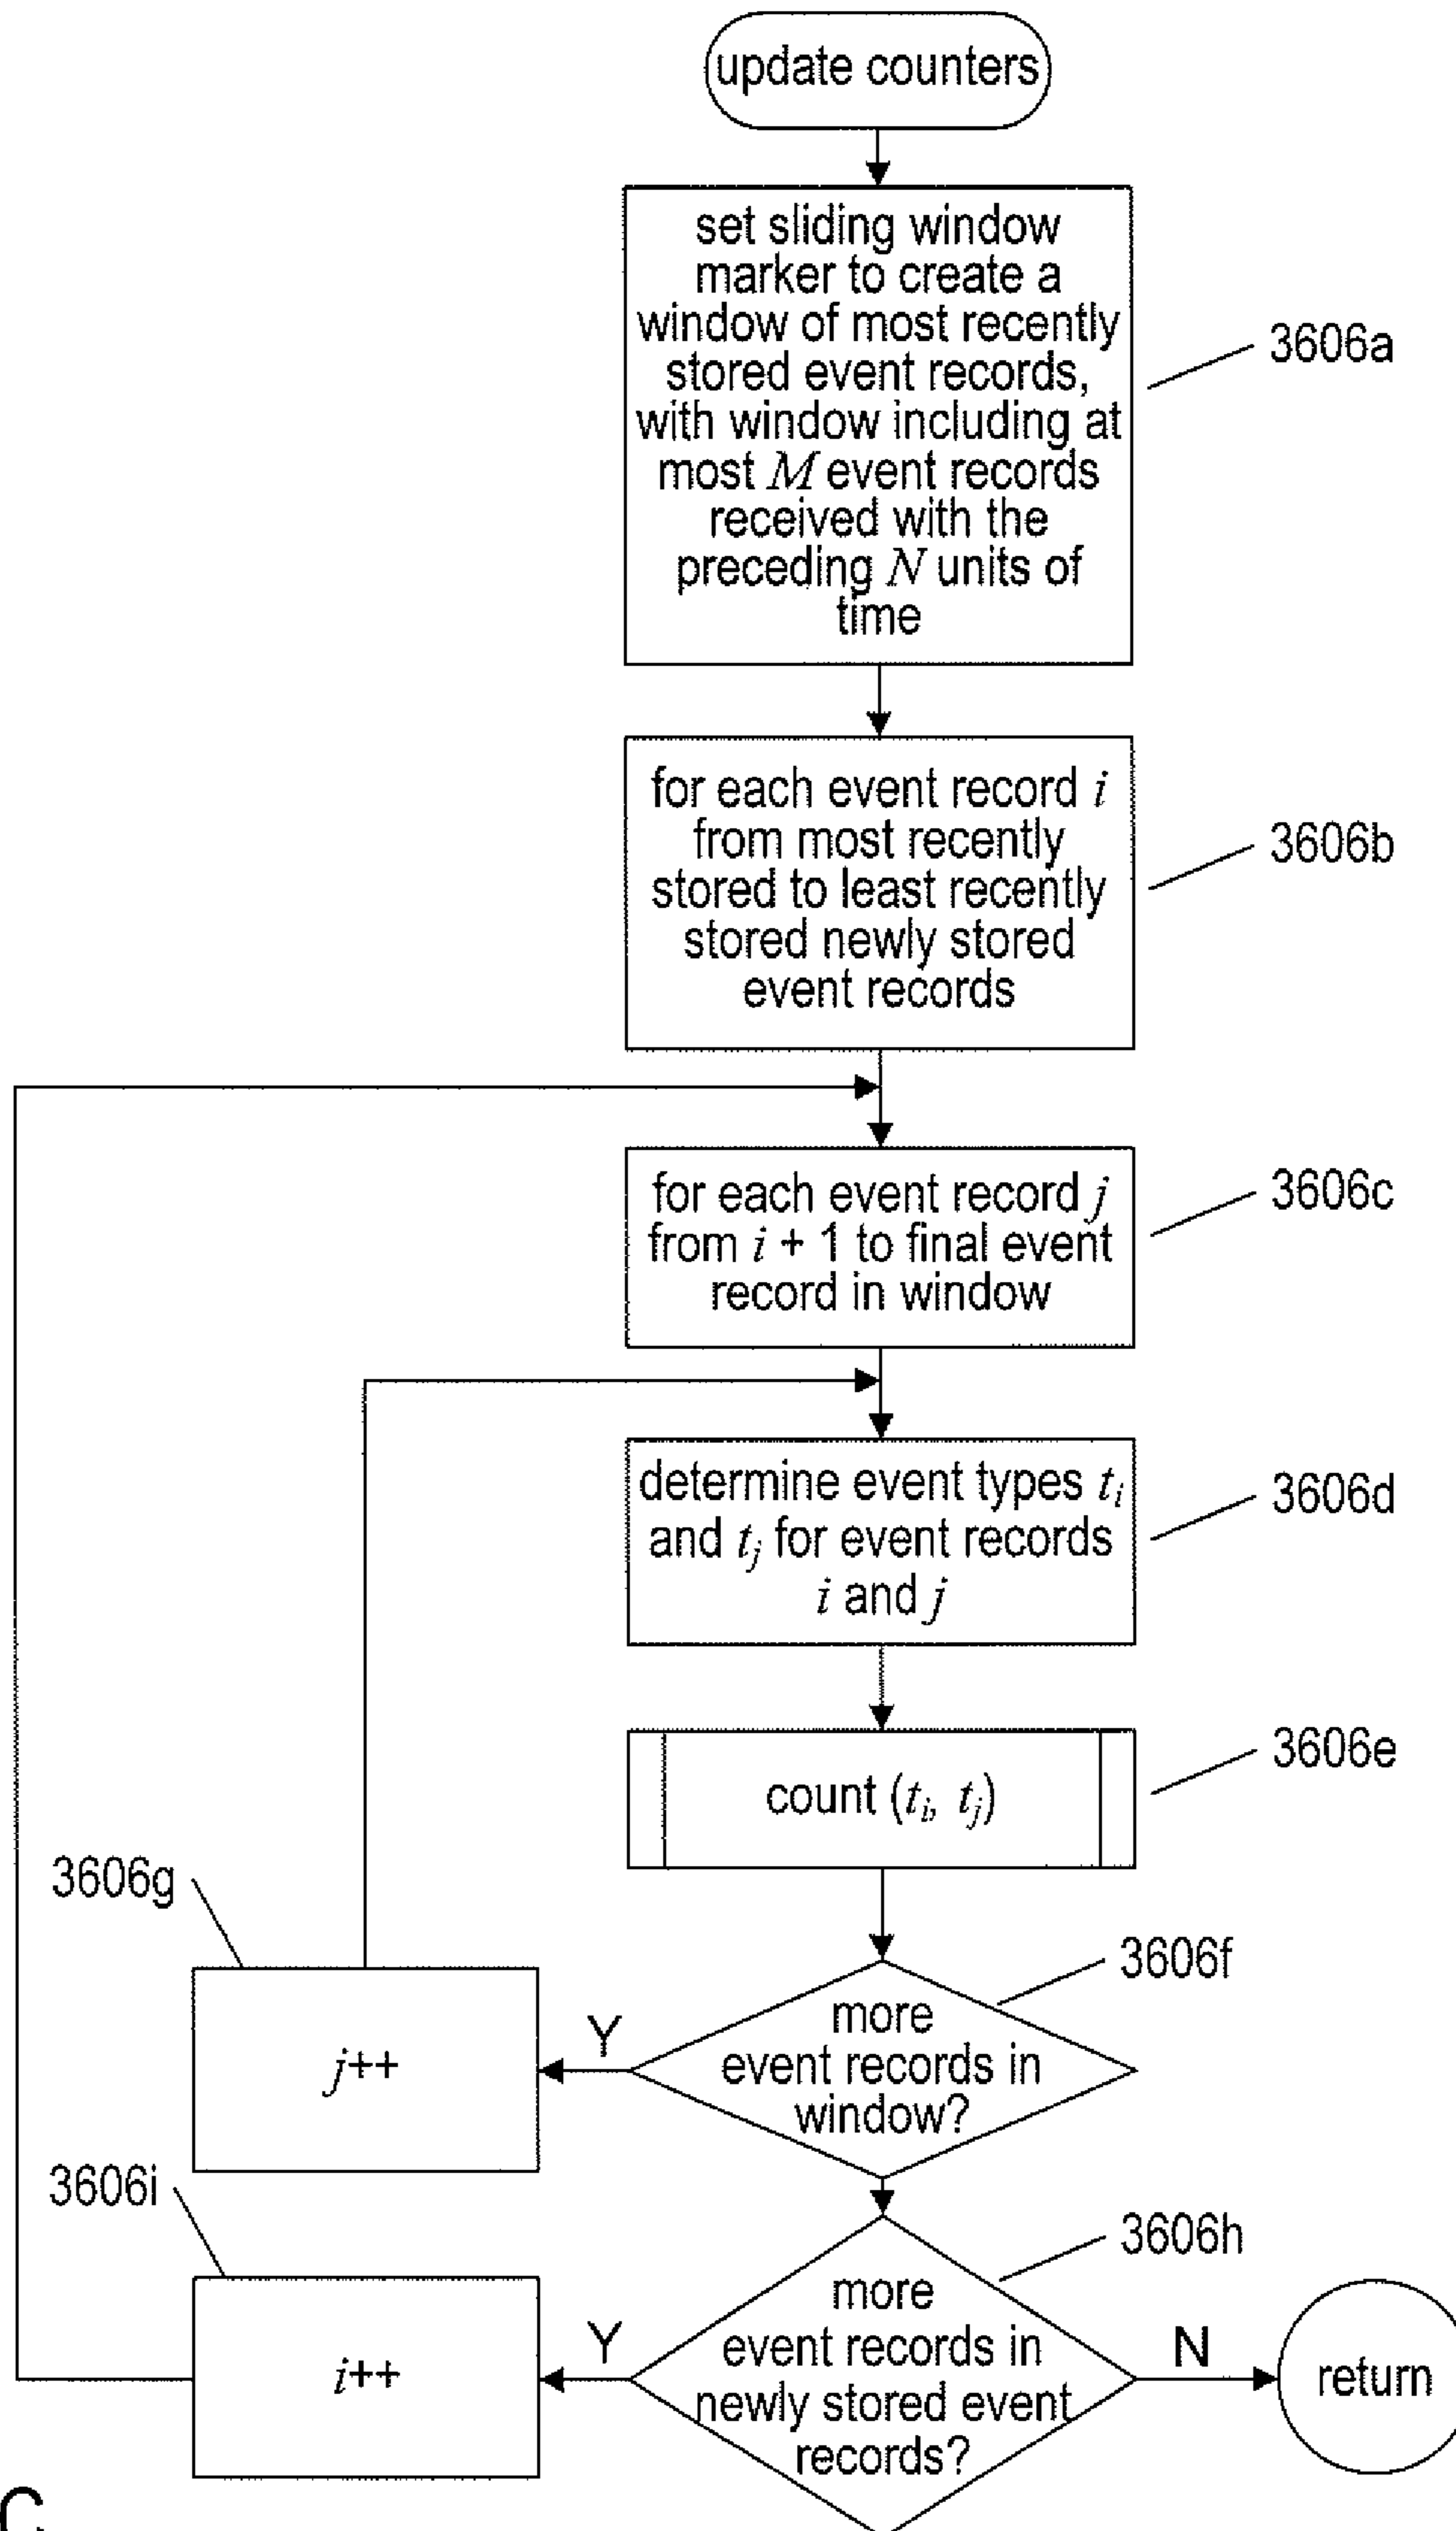 update counters
set sliding window
marker to create a
window of most recently
stored event records,
with window including at
most M event records
received with the
preceding N units of
time
3606a
for each event record i
from most recently
stored to least recently
stored newly stored
event records
3606b
for each event record j
from i + 1 to final event
record in window
3606c
determine event types ti
and tj for event records
i and j
3606d
count (ti, tj)
3606e
3606g
3606f
more
event records in
window?
Y
j++
3606i
3606h
more
event records in
newly stored event
records?
Y
i++
N
return
C